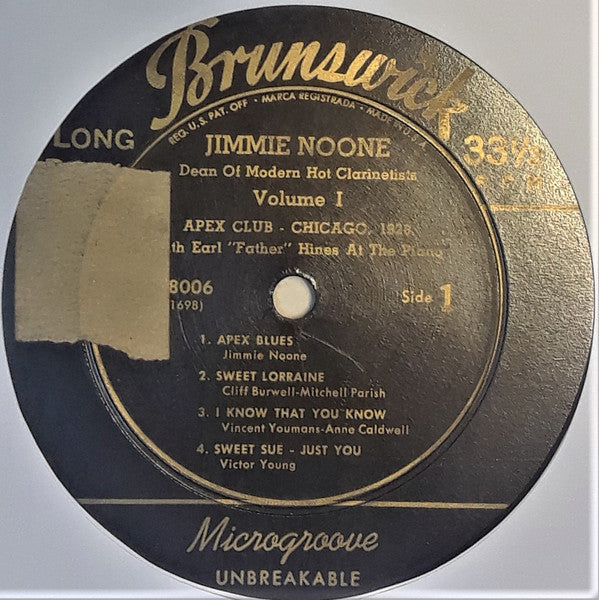 Brunswick
REG. U.S. PAT. OFF. - MARCA REGISTRADA - MADE IN U.S.A.
LONG
33⅓
R.P.M.
JIMMIE NOONE
Dean Of Modern Hot Clarinetists
Volume I
APEX CLUB - CHICAGO, 1928
th Earl "Father" Hines At The Piano
8006
1698)
Side 1
1. APEX BLUES
Jimmie Noone
2. SWEET LORRAINE
Cliff Burwell-Mitchell Parish
3. I KNOW THAT YOU KNOW
Vincent Youmans-Anne Caldwell
4. SWEET SUE - JUST YOU
Victor Young
Microgroove
UNBREAKABLE